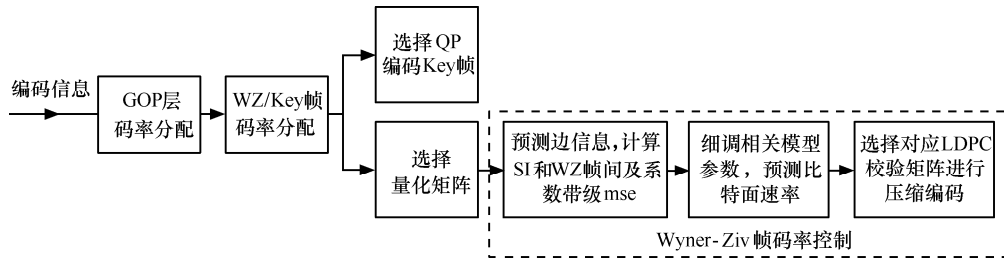 编码信息
GOP层
码率分配
WZ/Key帧
码率分配
选择QP
编码Key帧
选择
量化矩阵
预测边信息,计算
SI和WZ帧间及系
数带级mse
细调相关模型
参数，预测比
特面速率
选择对应LDPC
校验矩阵进行
压缩编码
Wyner-Ziv帧码率控制